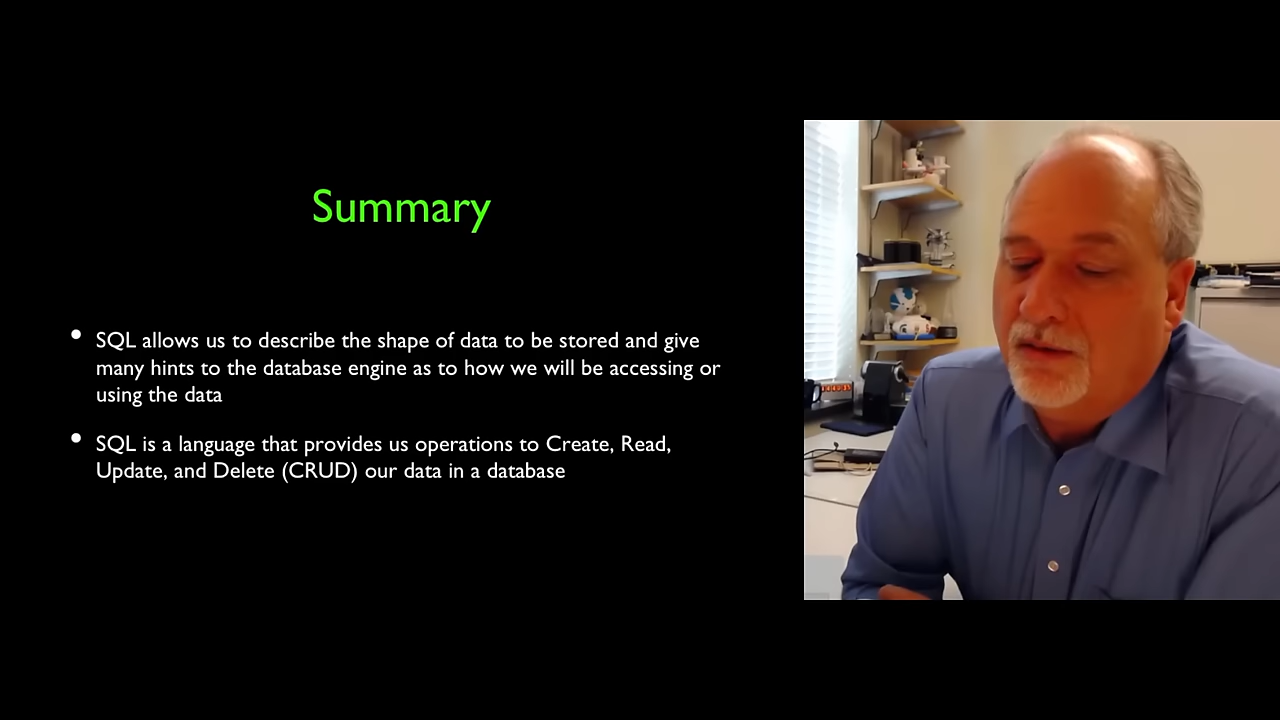 Summary
• SQL allows us to describe the shape of data to be stored and give
many hints to the database engine as to how we will be accessing or
using the data
• SQL is a language that provides us operations to Create, Read,
Update, and Delete (CRUD) our data in a database